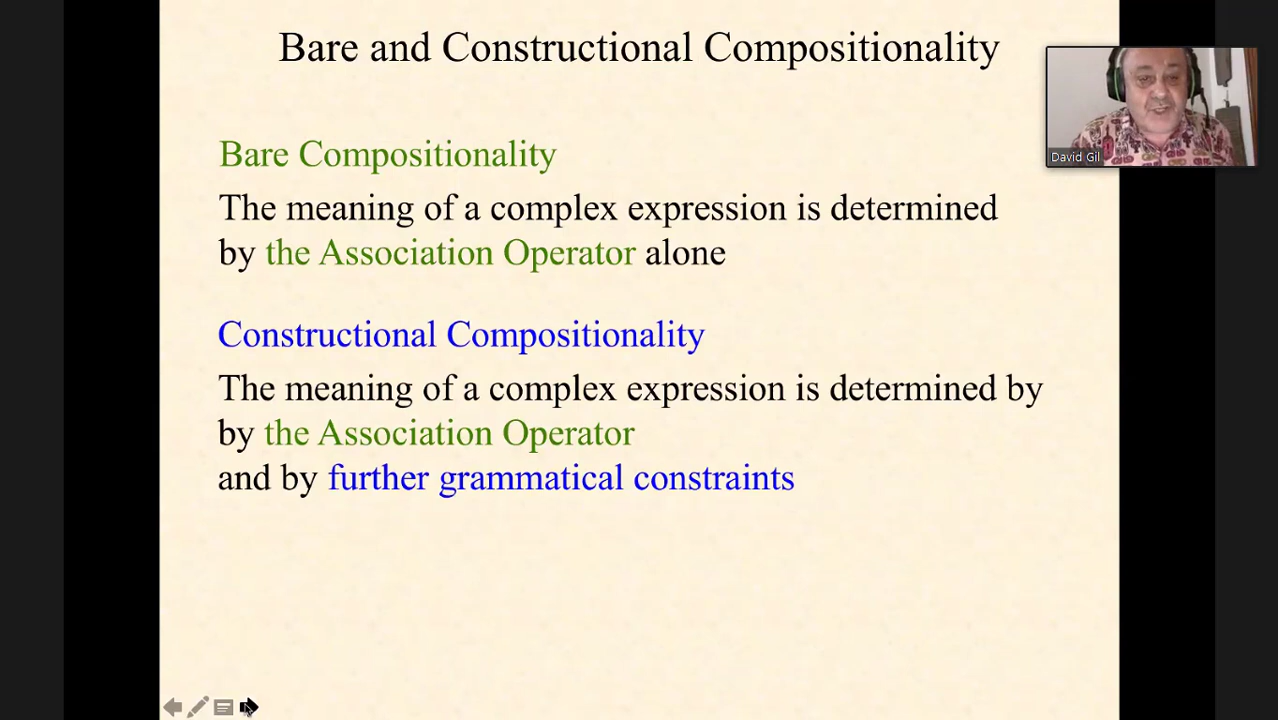 Bare and Constructional Compositionality
Bare Compositionality
The meaning of a complex expression is determined
by the Association Operator alone
Constructional Compositionality
The meaning of a complex expression is determined by
by the Association Operator
and by further grammatical constraints
David Gil